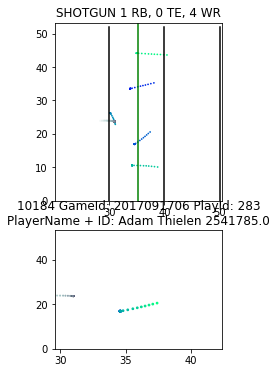 SHOTGUN 1 RB, 0 TE, 4 WR
50
40
30
20
10
0
30 40 50
10184 GameId: 2017091706 PlayId: 283
PlayerName + ID: Adam Thielen 2541785.0
40
20
0
30 35 40